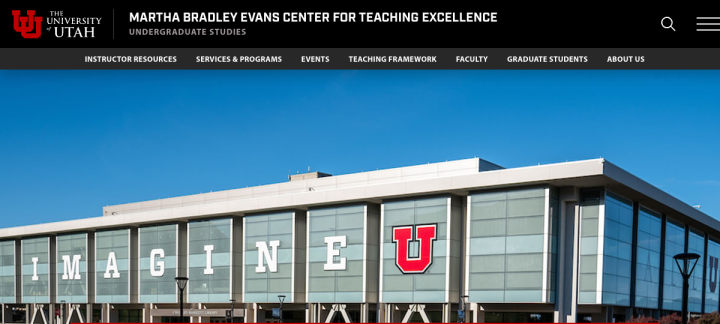 THE
UNIVERSITY
of
UTAH
MARTHA BRADLEY EVANS CENTER FOR TEACHING EXCELLENCE
UNDERGRADUATE STUDIES
INSTRUCTOR RESOURCES SERVICES & PROGRAMS EVENTS TEACHING FRAMEWORK FACULTY GRADUATE STUDENTS ABOUT US
IMAGINE U